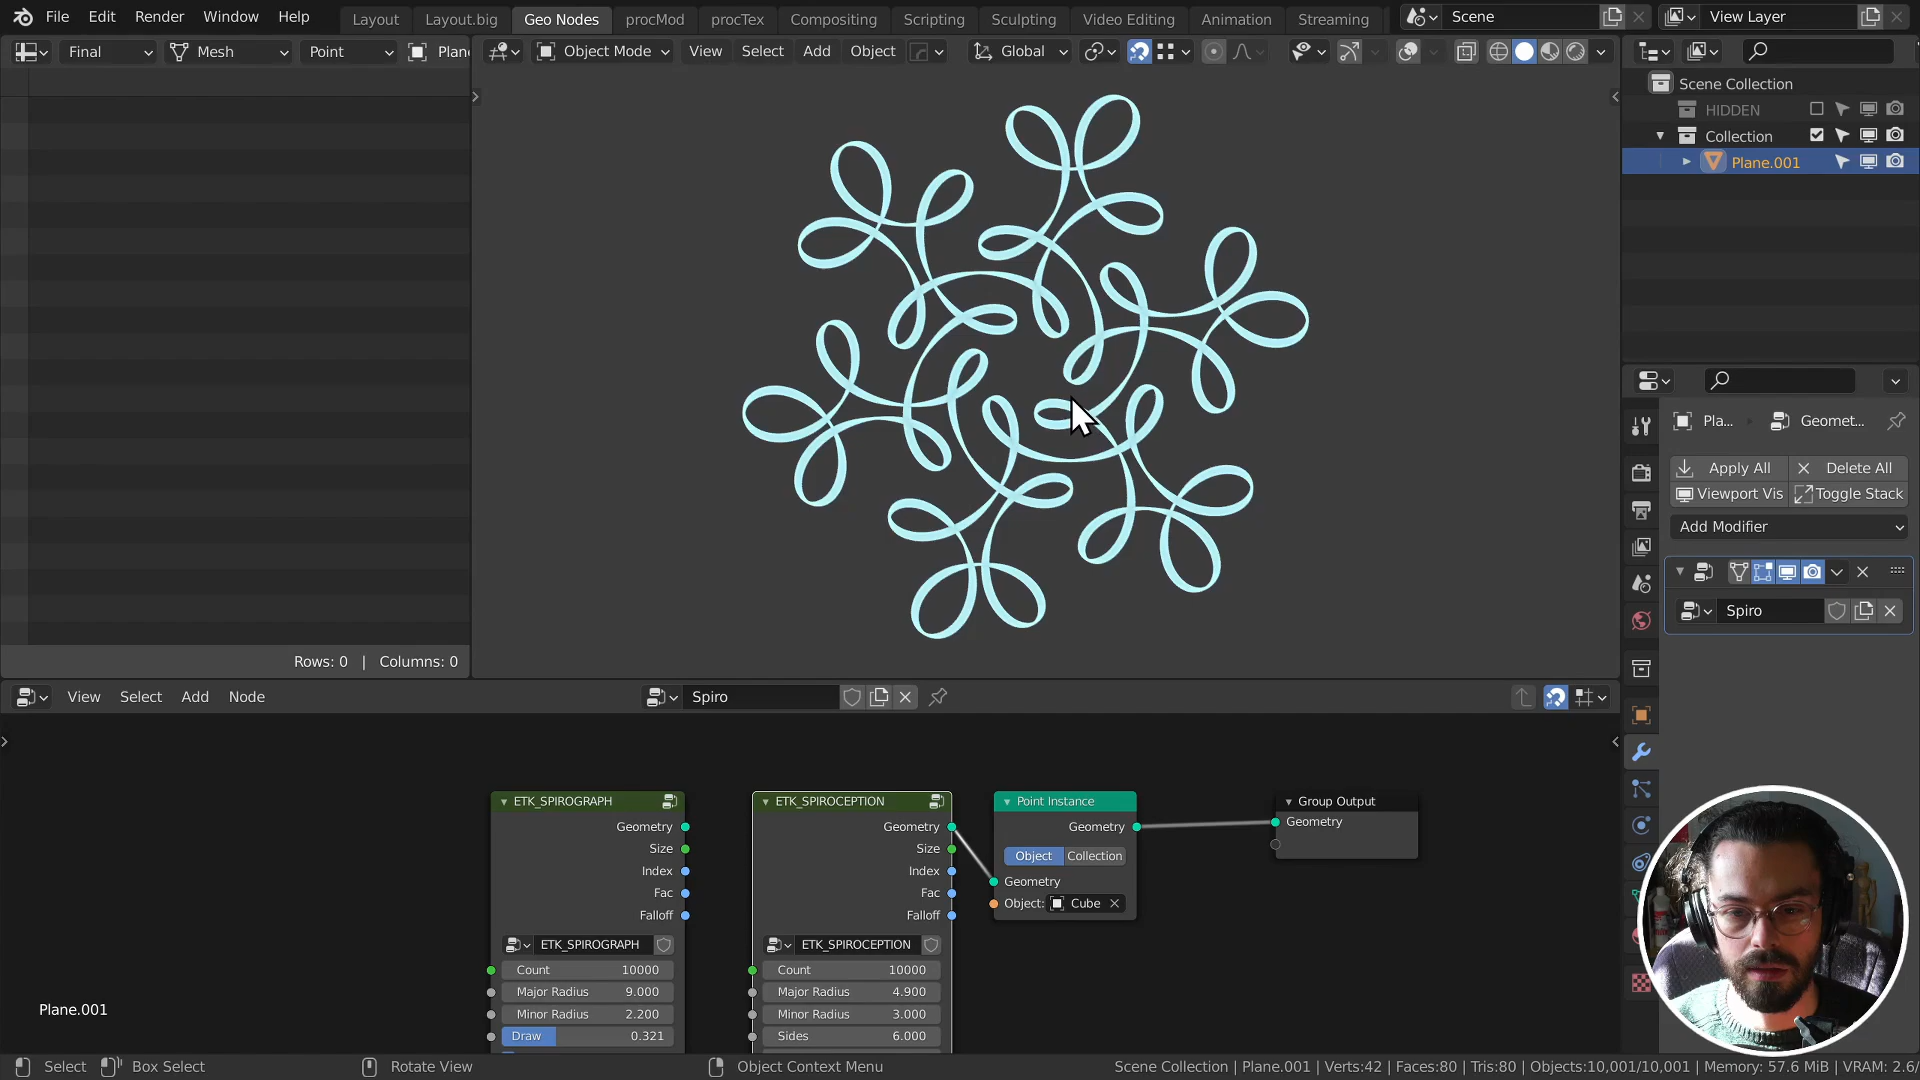 File Edit Render Window Help Layout Layout.big Geo Nodes procMod procTex Compositing Scripting Sculpting Video Editing Animation Streaming Scene View Layer
Final Mesh Point Plane
Object Mode View Select Add Object Global
Scene Collection
HIDDEN
Collection
Plane.001
Pla... Geomet...
Apply All Delete All
Viewport Vis Toggle Stack
Add Modifier
Spiro
Rows: 0 | Columns: 0
View Select Add Node Spiro
ETK_SPIROGRAPH
Geometry
Size
Index
Fac
Falloff
ETK_SPIROGRAPH
Count 10000
Major Radius 9.000
Minor Radius 2.200
Draw 0.321
ETK_SPIROCEPTION
Geometry
Size
Index
Fac
Falloff
ETK_SPIROCEPTION
Count 10000
Major Radius 4.900
Minor Radius 3.000
Sides 6.000
Point Instance
Geometry
Object Collection
Geometry
Object: Cube
Group Output
Geometry
Plane.001
Select Box Select Rotate View Object Context Menu Scene Collection | Plane.001 | Verts:42 | Faces:80 | Tris:80 | Objects:10,001/10,001 | Memory: 57.6 MiB | VRAM: 2.6/